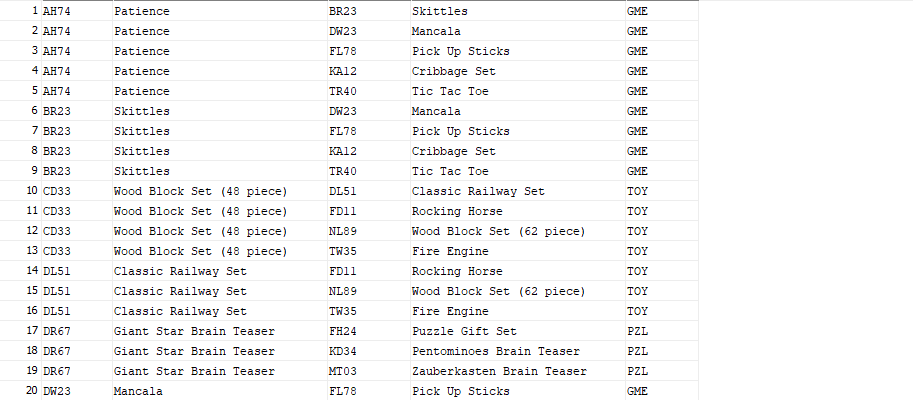 1 AH74 Patience BR23 Skittles GME
2 AH74 Patience DW23 Mancala GME
3 AH74 Patience FL78 Pick Up Sticks GME
4 AH74 Patience KA12 Cribbage Set GME
5 AH74 Patience TR40 Tic Tac Toe GME
6 BR23 Skittles DW23 Mancala GME
7 BR23 Skittles FL78 Pick Up Sticks GME
8 BR23 Skittles KA12 Cribbage Set GME
9 BR23 Skittles TR40 Tic Tac Toe GME
10 CD33 Wood Block Set (48 piece) DL51 Classic Railway Set TOY
11 CD33 Wood Block Set (48 piece) FD11 Rocking Horse TOY
12 CD33 Wood Block Set (48 piece) NL89 Wood Block Set (62 piece) TOY
13 CD33 Wood Block Set (48 piece) TW35 Fire Engine TOY
14 DL51 Classic Railway Set FD11 Rocking Horse TOY
15 DL51 Classic Railway Set NL89 Wood Block Set (62 piece) TOY
16 DL51 Classic Railway Set TW35 Fire Engine TOY
17 DR67 Giant Star Brain Teaser FH24 Puzzle Gift Set PZL
18 DR67 Giant Star Brain Teaser KD34 Pentominoes Brain Teaser PZL
19 DR67 Giant Star Brain Teaser MT03 Zauberkasten Brain Teaser PZL
20 DW23 Mancala FL78 Pick Up Sticks GME